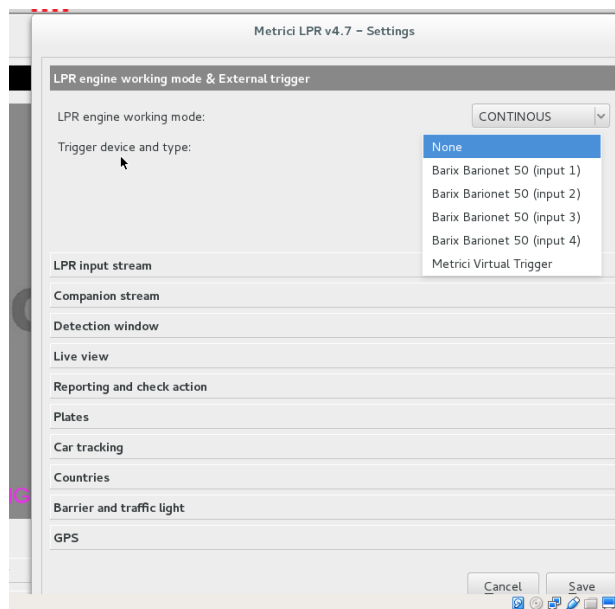 Metrici LPR v4.7 – Settings
LPR engine working mode & External trigger
LPR engine working mode:
CONTINOUS
Trigger device and type:
None
Barix Barionet 50 (input 1)
Barix Barionet 50 (input 2)
Barix Barionet 50 (input 3)
Barix Barionet 50 (input 4)
Metrici Virtual Trigger
LPR input stream
Companion stream
Detection window
Live view
Reporting and check action
Plates
Car tracking
Countries
Barrier and traffic light
GPS
Cancel
Save